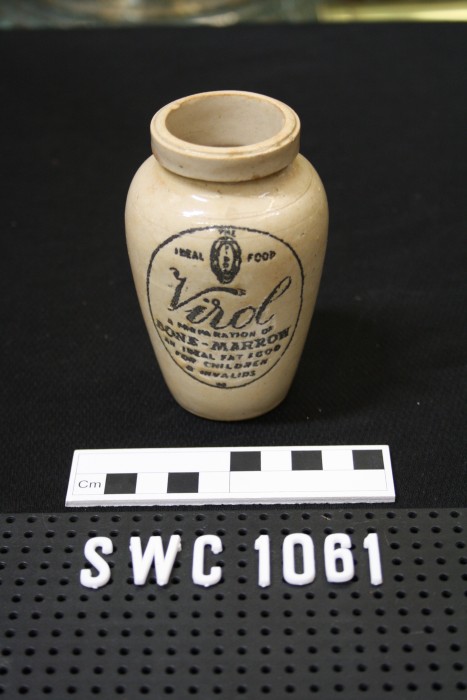 THE
IDEAL FOOD
Virol
A PREPARATION OF
BONE-MARROW
AN IDEAL FAT FOOD
FOR CHILDREN
& INVALIDS
Cm
SWC 1061